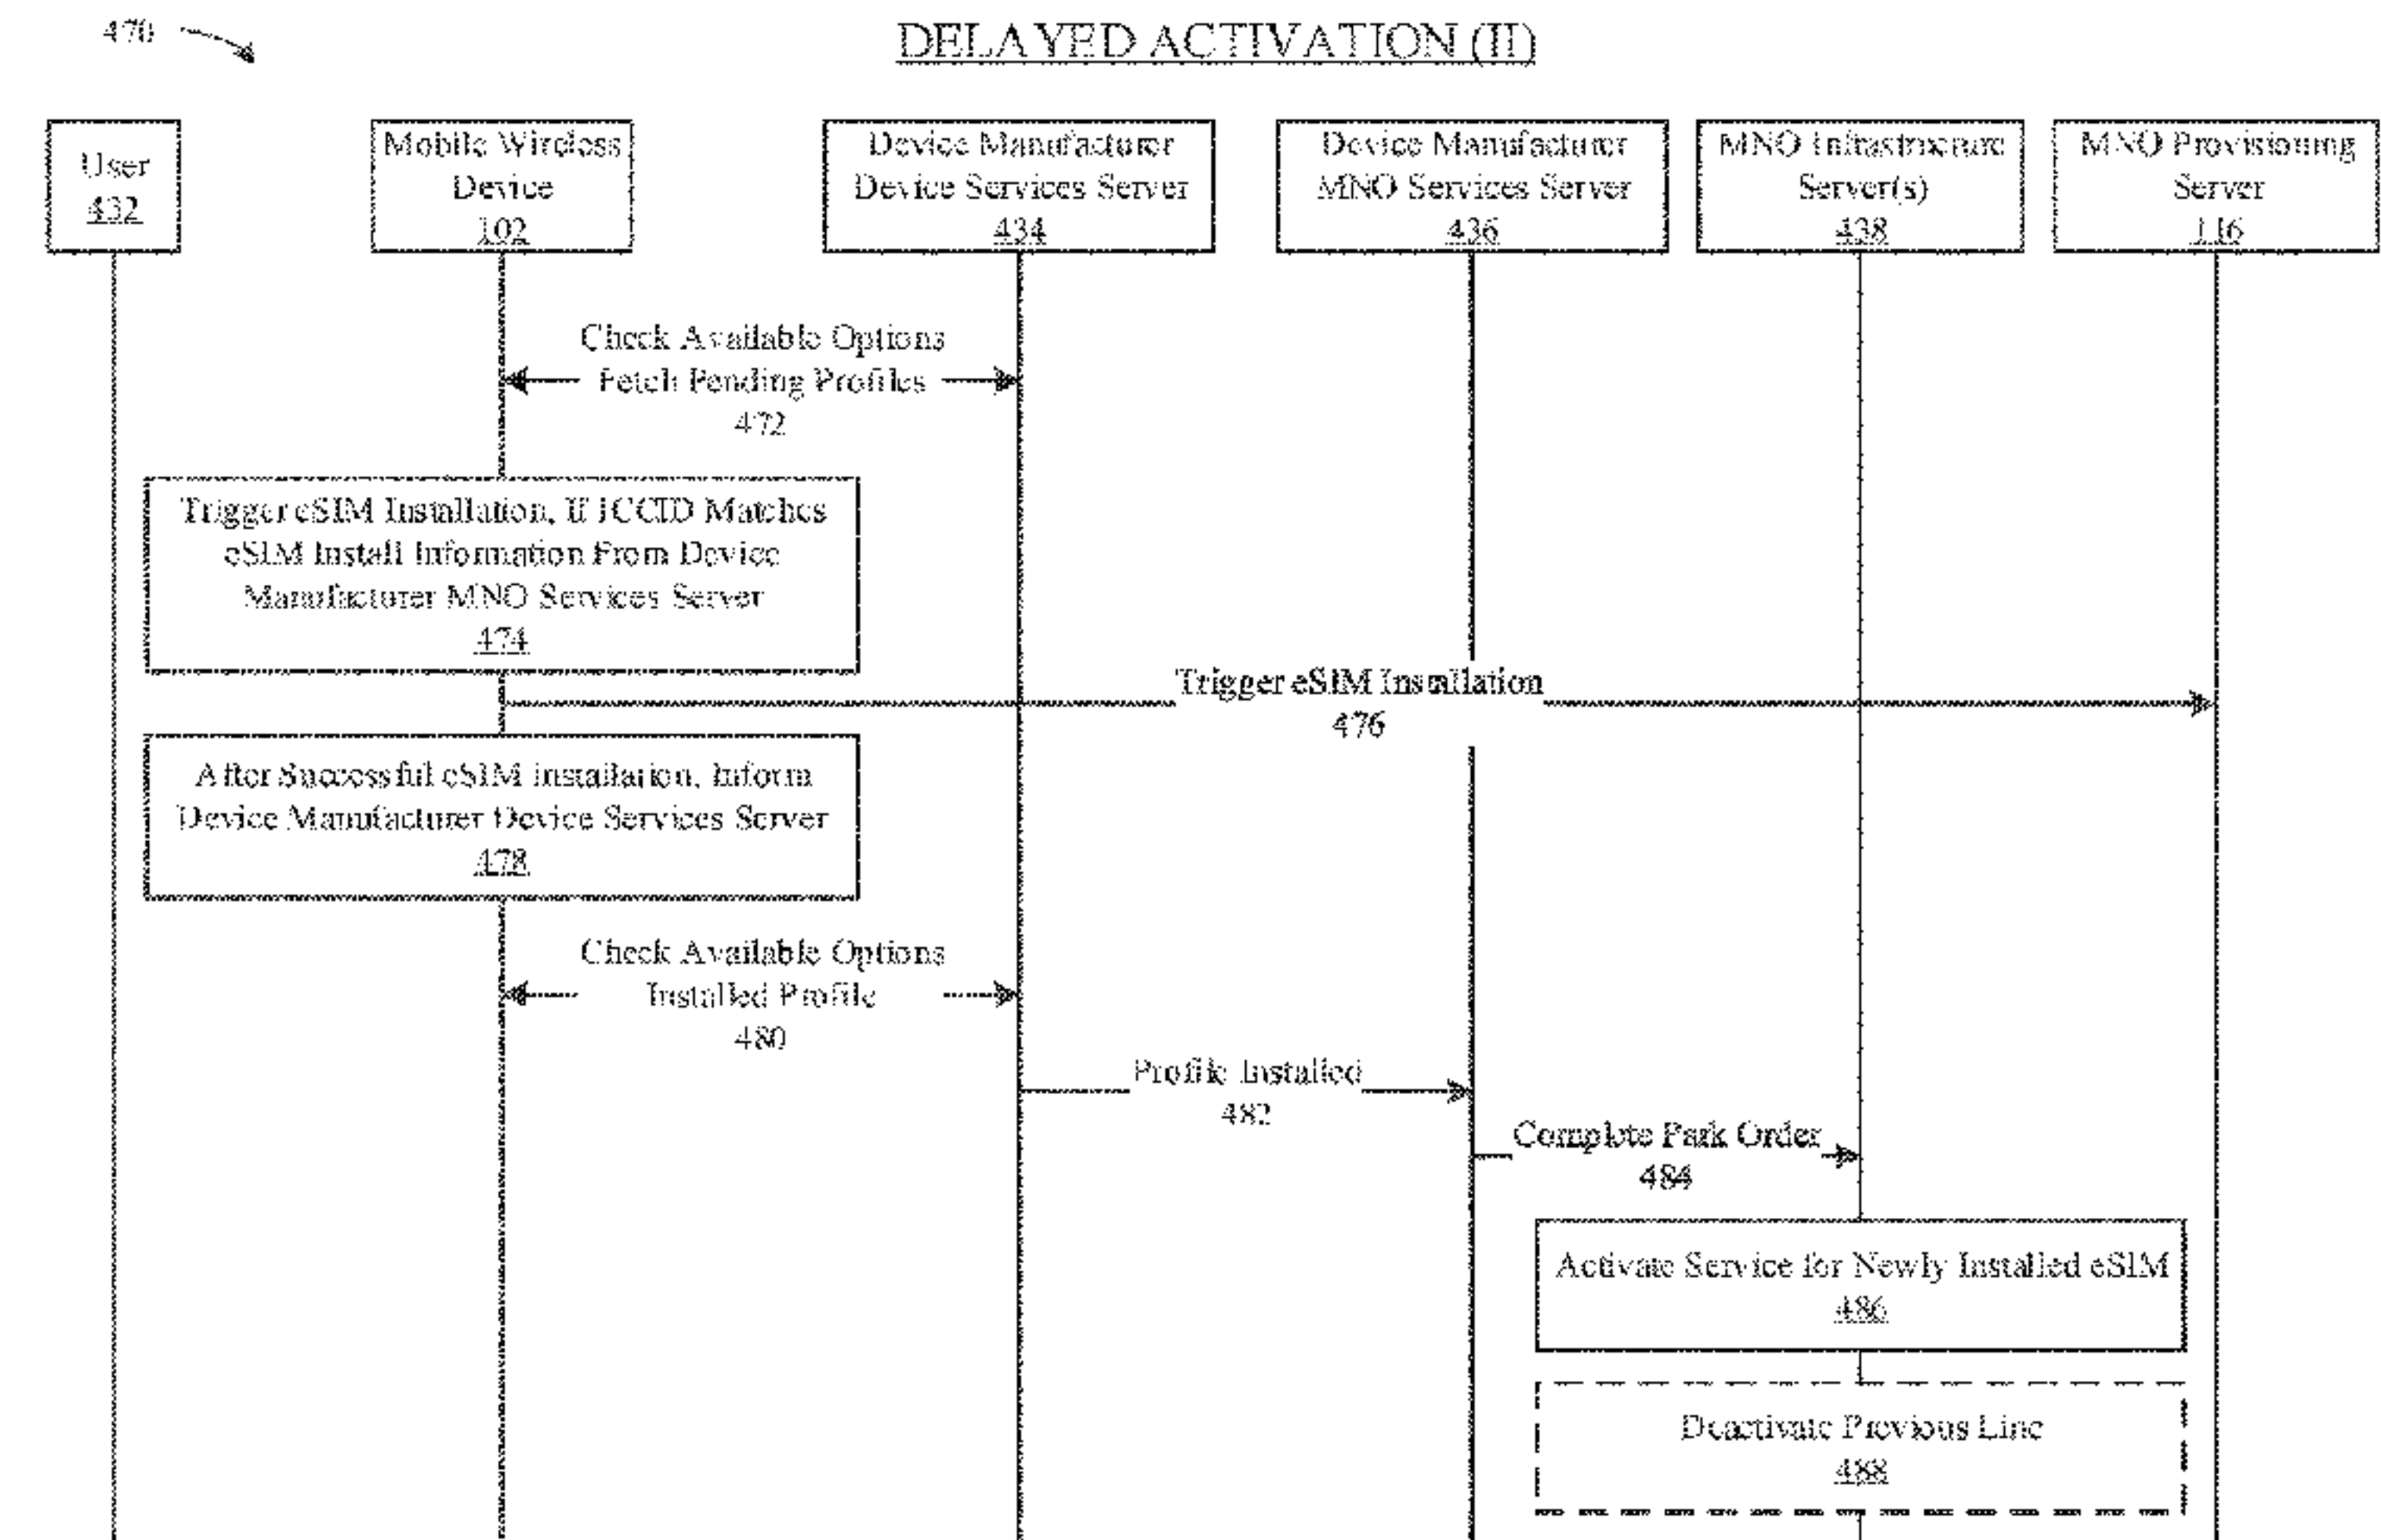 470
DELAYED ACTIVATION (II)
User
432
Mobile Wireless
Device
102
Device Manufacturer
Device Services Server
434
Device Manufacturer
MNO Services Server
436
MNO Infrastructure
Server(s)
438
MNO Provisioning
Server
116
Check Available Options
Fetch Pending Profiles
472
Trigger eSIM Installation, If ICCID Matches
eSIM Install Information From Device
Manufacturer MNO Services Server
474
Trigger eSIM Installation
476
After Successful eSIM installation, Inform
Device Manufacturer Device Services Server
478
Check Available Options
Installed Profile
480
Profile Installed
482
Complete Park Order
484
Activate Service for Newly Installed eSIM
486
Deactivate Previous Line
488